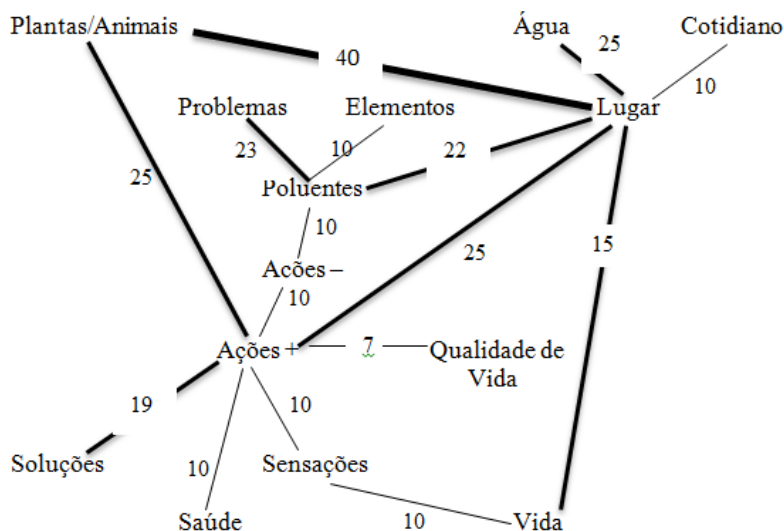 Plantas/Animais
Água
25
Cotidiano
40
10
Problemas
Elementos
Lugar
23
10
22
25
Poluentes
10
15
25
Acões –
10
Ações +
7
Qualidade de
Vida
19
10
Soluções
10
Sensações
Saúde
10
Vida